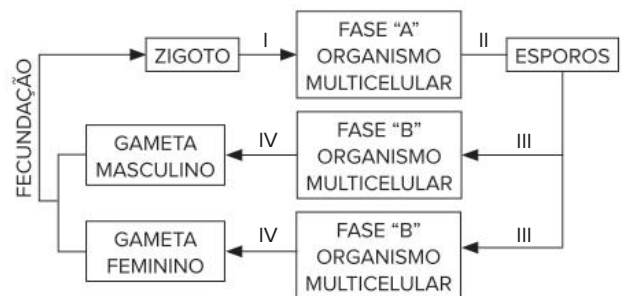 I
FASE “A”
ORGANISMO
MULTICELULAR
II
ZIGOTO
ESPOROS
FECUNDAÇÃO
GAMETA
MASCULINO
IV
FASE “B”
ORGANISMO
MULTICELULAR
III
GAMETA
FEMININO
IV
FASE “B”
ORGANISMO
MULTICELULAR
III